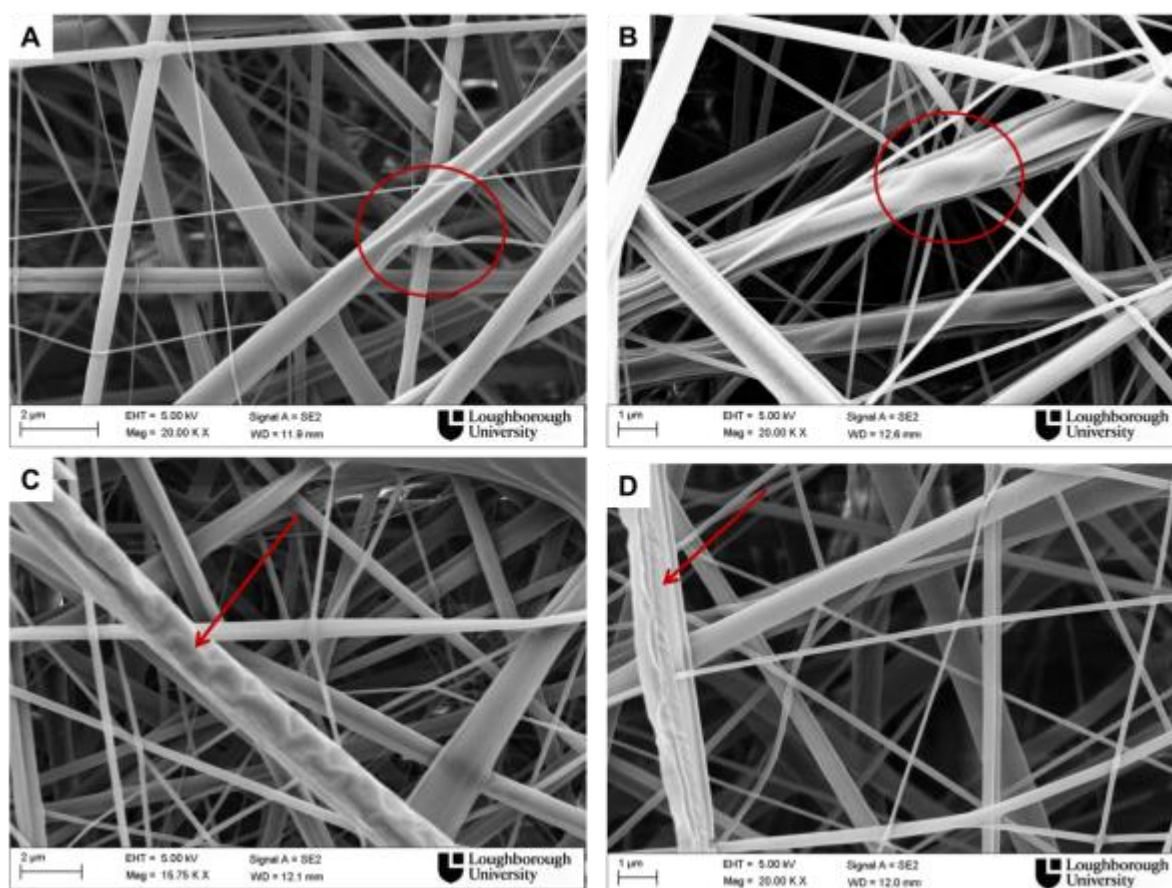 A
2 µm
EHT = 5.00 kV
Mag = 20.00 K X
Signal A = SE2
WD = 11.9 mm
Loughborough
University
B
1 µm
EHT = 5.00 kV
Mag = 20.00 K X
Signal A = SE2
WD = 12.6 mm
Loughborough
University
C
2 µm
EHT = 5.00 kV
Mag = 15.75 K X
Signal A = SE2
WD = 12.1 mm
Loughborough
University
D
1 µm
EHT = 5.00 kV
Mag = 20.00 K X
Signal A = SE2
WD = 12.0 mm
Loughborough
University